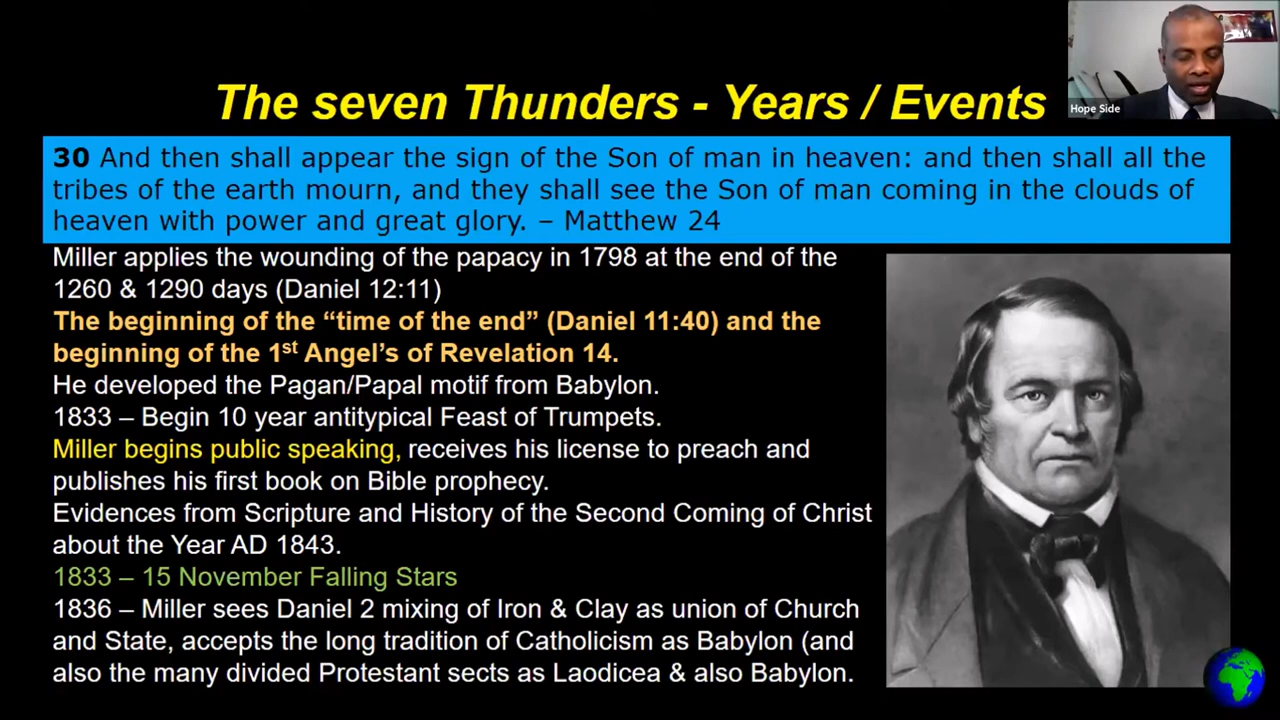 The seven Thunders - Years / Events
Hope Side
30 And then shall appear the sign of the Son of man in heaven: and then shall all the
tribes of the earth mourn, and they shall see the Son of man coming in the clouds of
heaven with power and great glory. – Matthew 24
Miller applies the wounding of the papacy in 1798 at the end of the
1260 & 1290 days (Daniel 12:11)
The beginning of the “time of the end” (Daniel 11:40) and the
beginning of the 1st Angel’s of Revelation 14.
He developed the Pagan/Papal motif from Babylon.
1833 – Begin 10 year antitypical Feast of Trumpets.
Miller begins public speaking, receives his license to preach and
publishes his first book on Bible prophecy.
Evidences from Scripture and History of the Second Coming of Christ
about the Year AD 1843.
1833 – 15 November Falling Stars
1836 – Miller sees Daniel 2 mixing of Iron & Clay as union of Church
and State, accepts the long tradition of Catholicism as Babylon (and
also the many divided Protestant sects as Laodicea & also Babylon.